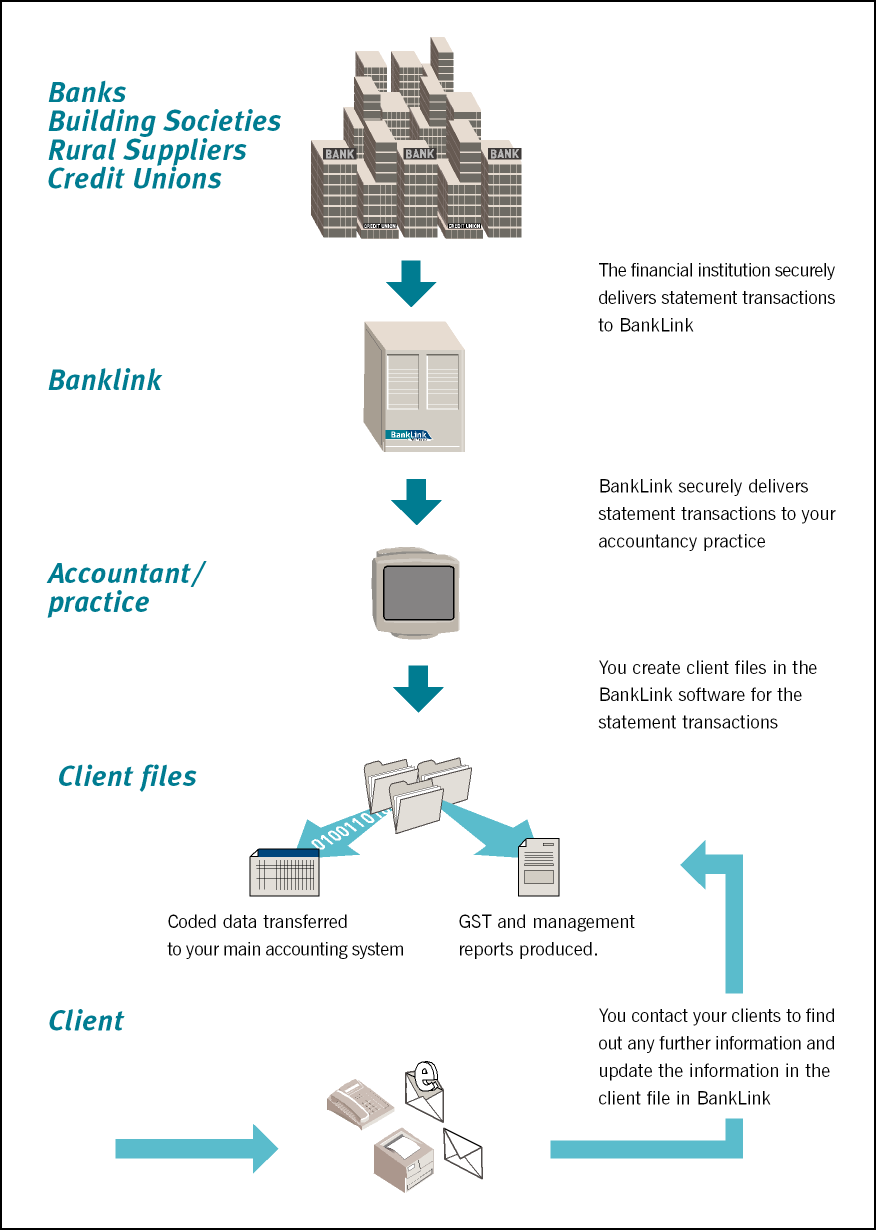 Banks
Building Societies
Rural Suppliers
Credit Unions
BANK
BANK
BANK
CREDIT UNION
CREDIT UNION
The financial institution securely
delivers statement transactions
to BankLink
Banklink
BankLink
BankLink securely delivers
statement transactions to your
accountancy practice
Accountant/
practice
You create client files in the
BankLink software for the
statement transactions
Client files
010011010
Coded data transferred
to your main accounting system
GST and management
reports produced.
Client
You contact your clients to find
out any further information and
update the information in the
client file in BankLink
e